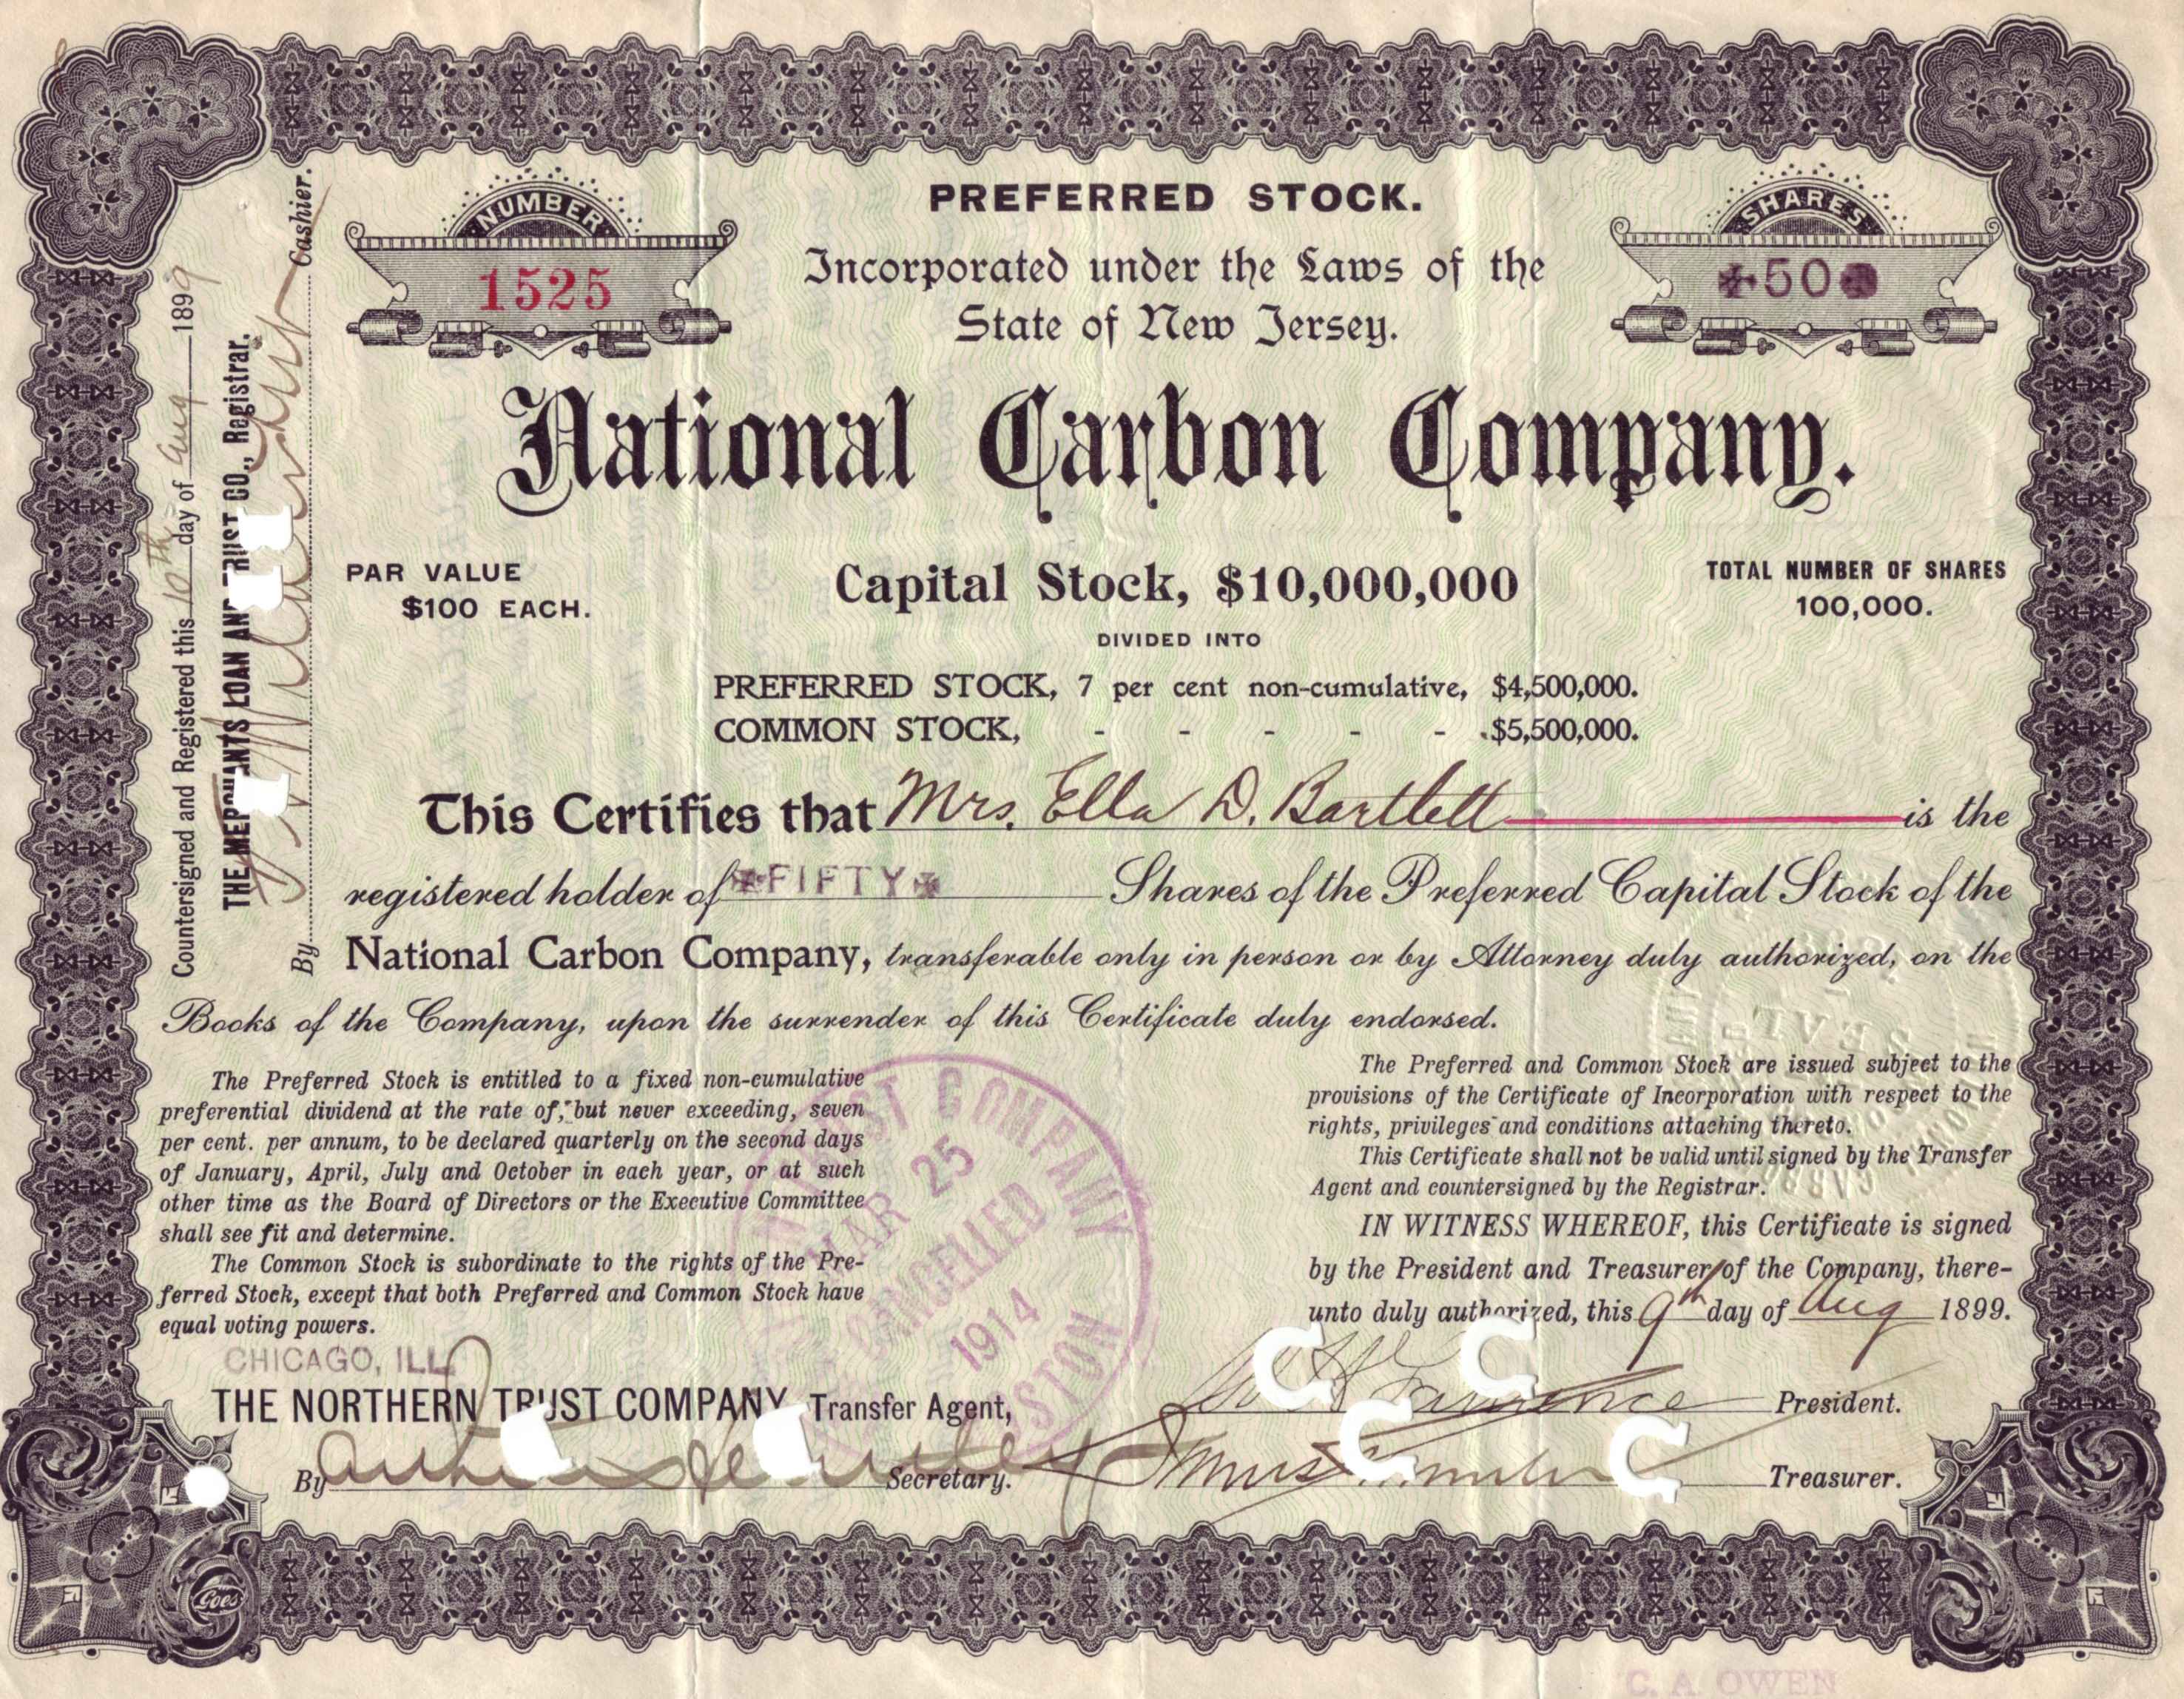 PREFERRED STOCK.
NUMBER
1525
SHARES
50
Incorporated under the Laws of the
State of New Jersey.
National Carbon Company.
PAR VALUE
$100 EACH.
Capital Stock, $10,000,000
TOTAL NUMBER OF SHARES
100,000.
DIVIDED INTO
PREFERRED STOCK, 7 per cent non-cumulative, $4,500,000.
COMMON STOCK, - - - - - $5,500,000.
This Certifies that Mrs. Ella D. Bartlett is the
registered holder of FIFTY Shares of the Preferred Capital Stock of the
National Carbon Company, transferable only in person or by Attorney duly authorized, on the
Books of the Company, upon the surrender of this Certificate duly endorsed.
Countersigned and Registered this 10th day of Aug 1899
THE MERCHANTS LOAN AND TRUST CO., Registrar.
By Cashier.
The Preferred Stock is entitled to a fixed non-cumulative
preferential dividend at the rate of, but never exceeding, seven
per cent. per annum, to be declared quarterly on the second days
of January, April, July and October in each year, or at such
other time as the Board of Directors or the Executive Committee
shall see fit and determine.
The Common Stock is subordinate to the rights of the Pre-
ferred Stock, except that both Preferred and Common Stock have
equal voting powers.
CHICAGO, ILL.
THE NORTHERN TRUST COMPANY, Transfer Agent,
By Secretary.
TRUST COMPANY
MAR 25
CANCELLED
1914
The Preferred and Common Stock are issued subject to the
provisions of the Certificate of Incorporation with respect to the
rights, privileges and conditions attaching thereto.
This Certificate shall not be valid until signed by the Transfer
Agent and countersigned by the Registrar.
IN WITNESS WHEREOF, this Certificate is signed
by the President and Treasurer of the Company, there-
unto duly authorized, this 9th day of Aug 1899.
President.
Treasurer.
SEAL
Goes
C. A. OWEN